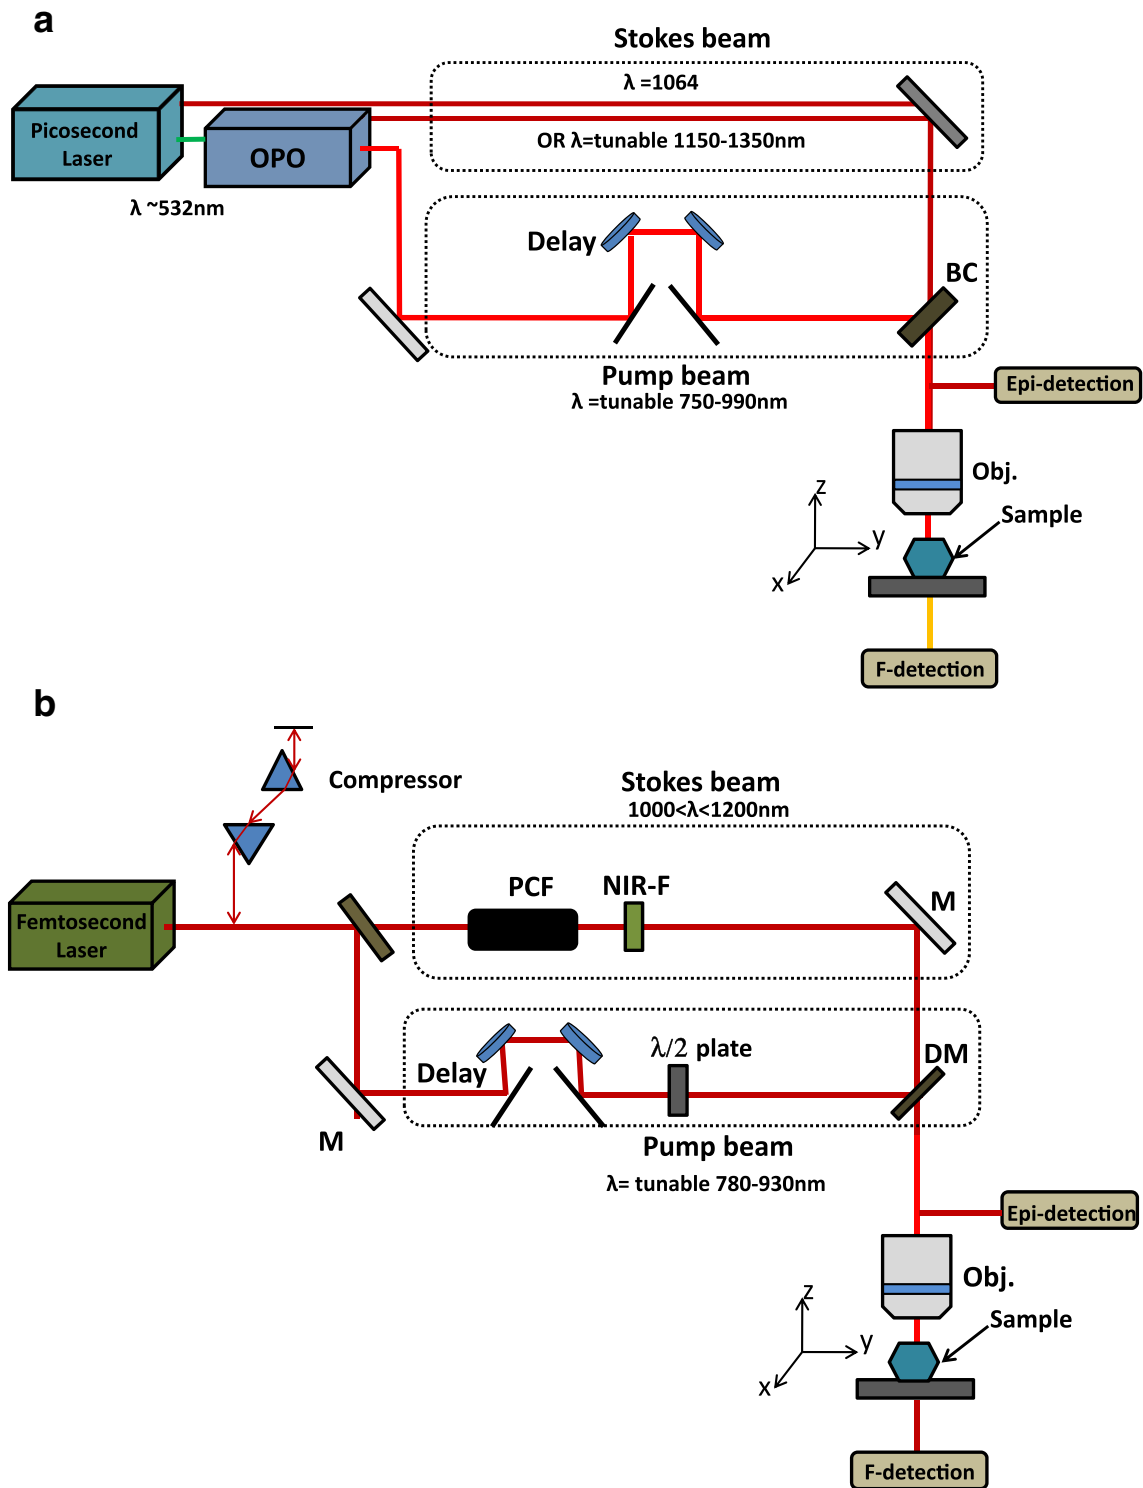 a
Stokes beam
λ =1064
Picosecond
Laser
OPO
OR λ=tunable 1150-1350nm
λ ~532nm
Delay
BC
Pump beam
λ =tunable 750-990nm
Epi-detection
Obj.
z
Sample
y
x
F-detection
b
Compressor
Stokes beam
1000<λ<1200nm
PCF
NIR-F
M
Femtosecond
Laser
λ/2 plate
DM
Delay
M
Pump beam
λ= tunable 780-930nm
Epi-detection
Obj.
z
Sample
y
x
F-detection